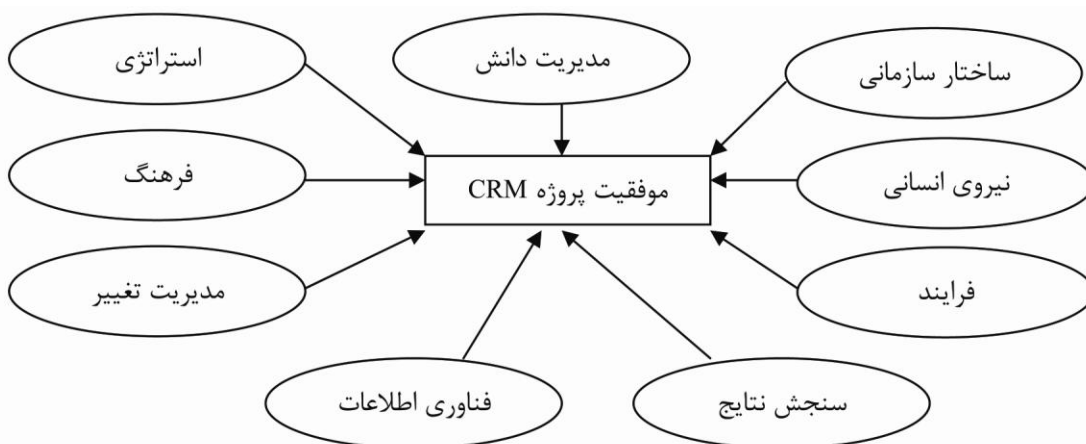 ساختار سازمانی
مدیریت دانش
استراتژی
نیروی انسانی
موفقیت پروژه CRM
فرهنگ
فرایند
مدیریت تغییر
سنجش نتایج
فناوری اطلاعات